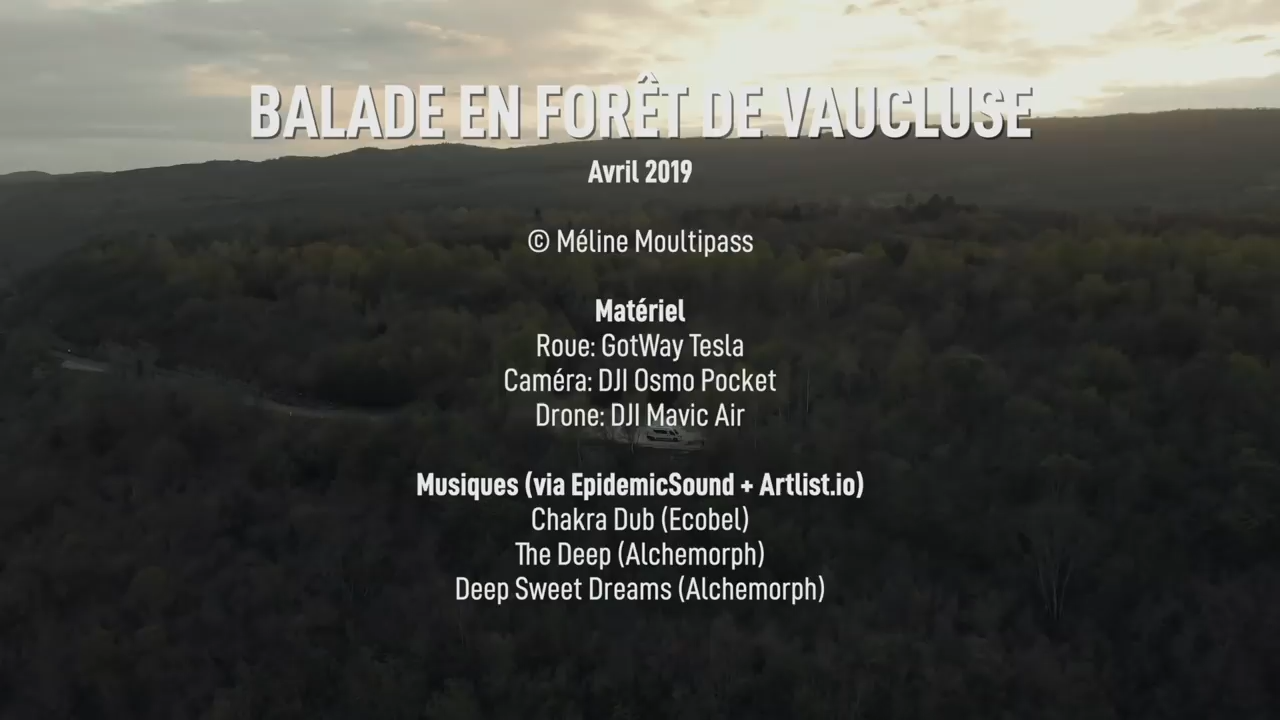 BALADE EN FORÊT DE VAUCLUSE
Avril 2019
© Méline Moultipass
Matériel
Roue: GotWay Tesla
Caméra: DJI Osmo Pocket
Drone: DJI Mavic Air
Musiques (via EpidemicSound + Artlist.io)
Chakra Dub (Ecobel)
The Deep (Alchemorph)
Deep Sweet Dreams (Alchemorph)